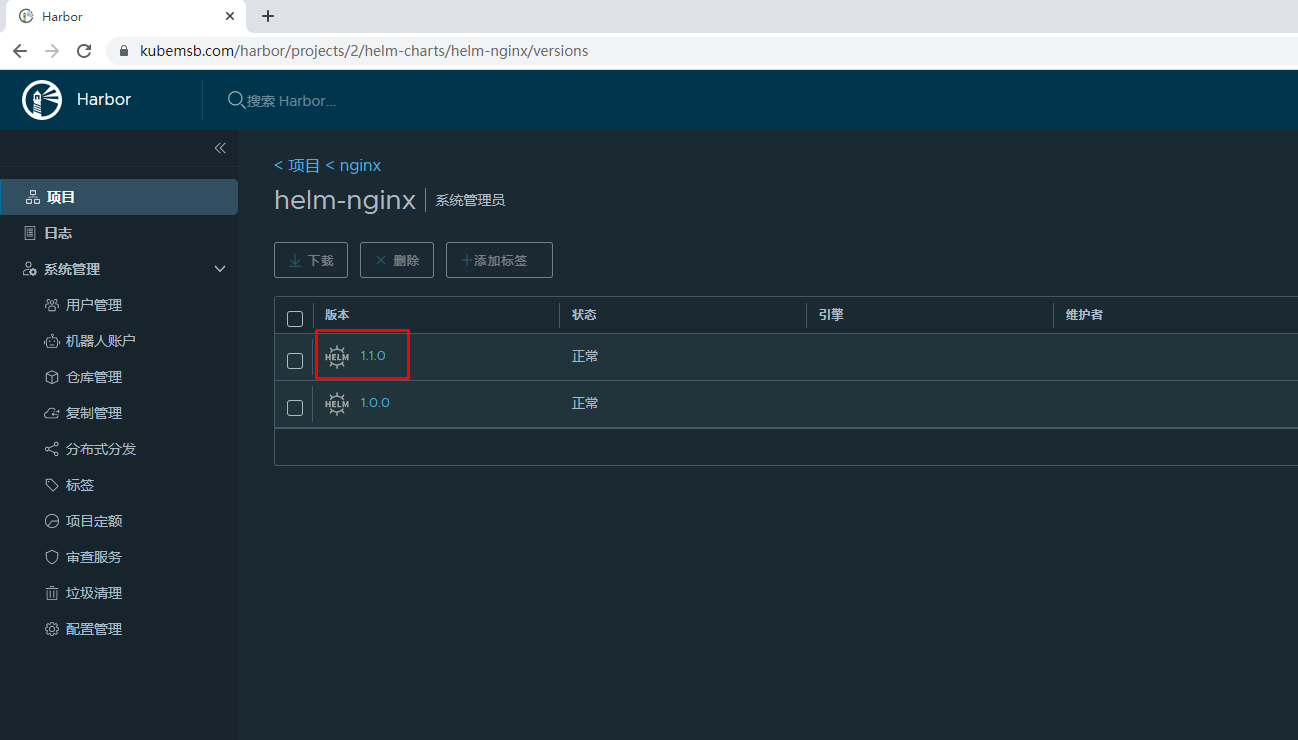 Harbor
kubemsb.com/harbor/projects/2/helm-charts/helm-nginx/versions
Harbor
搜索 Harbor...
< 项目 < nginx
helm-nginx
系统管理员
下载
删除
添加标签
版本
状态
引擎
维护者
HELM 1.1.0
正常
HELM 1.0.0
正常
项目
日志
系统管理
用户管理
机器人账户
仓库管理
复制管理
分布式分发
标签
项目定额
审查服务
垃圾清理
配置管理